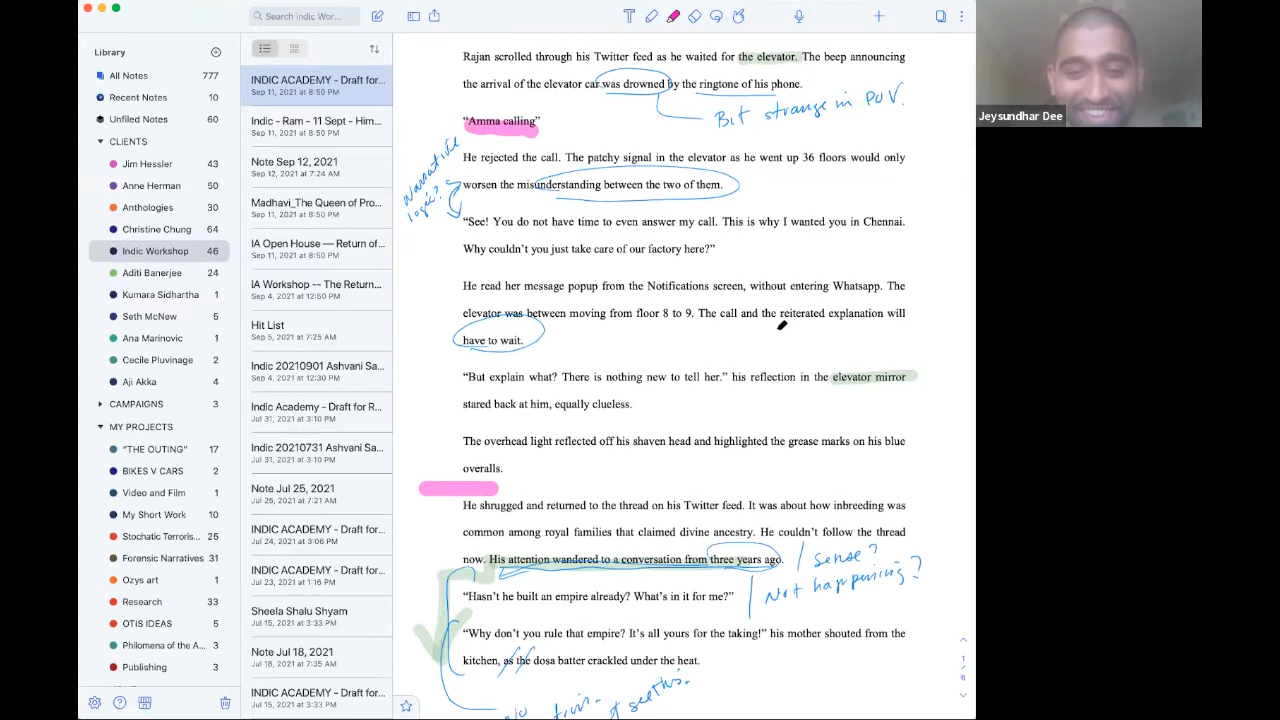 Search Indic Wor...
Library
All Notes 777
Recent Notes 10
Unfiled Notes 60
CLIENTS
Jim Hessler 43
Anne Herman 50
Anthologies 30
Christine Chung 64
Indic Workshop 46
Aditi Banerjee 24
Kumara Sidhartha 1
Seth McNew 5
Ana Marinovic 1
Cecile Pluvinage 2
Aji Akka 4
CAMPAIGNS 3
MY PROJECTS
"THE OUTING" 17
BIKES V CARS 2
Video and Film 1
My Short Work 10
Stochatic Terroris... 25
Forensic Narratives 31
Ozys art 1
Research 33
OTiS IDEAS 5
Philomena of the A... 3
Publishing 3
INDIC ACADEMY - Draft for...
Sep 11, 2021 at 8:50 PM
Indic - Ram - 11 Sept - Him...
Sep 11, 2021 at 8:50 PM
Note Sep 12, 2021
Sep 12, 2021 at 7:24 AM
Madhavi_The Queen of Pro...
Sep 11, 2021 at 8:50 PM
IA Open House — Return of...
Sep 11, 2021 at 8:50 PM
IA Workshop -- The Return...
Sep 4, 2021 at 12:50 PM
Hit List
Sep 5, 2021 at 7:25 AM
Indic 20210901 Ashvani Sa...
Sep 4, 2021 at 12:30 PM
Indic Academy - Draft for R...
Jul 31, 2021 at 3:10 PM
Indic 20210731 Ashvani Sa...
Jul 31, 2021 at 3:10 PM
Note Jul 25, 2021
Jul 25, 2021 at 7:21 AM
INDIC ACADEMY - Draft for...
Jul 24, 2021 at 3:06 PM
INDIC ACADEMY - Draft for...
Jul 23, 2021 at 1:16 PM
Sheela Shalu Shyam
Jul 15, 2021 at 3:33 PM
Note Jul 18, 2021
Jul 18, 2021 at 7:35 AM
INDIC ACADEMY - Draft for...
Jul 15, 2021 at 3:33 PM
Rajan scrolled through his Twitter feed as he waited for the elevator. The beep announcing
the arrival of the elevator car was drowned by the ringtone of his phone.
Bit strange in POV.
"Amma calling"
Narrative
logic?
He rejected the call. The patchy signal in the elevator as he went up 36 floors would only
worsen the misunderstanding between the two of them.
"See! You do not have time to even answer my call. This is why I wanted you in Chennai.
Why couldn't you just take care of our factory here?"
He read her message popup from the Notifications screen, without entering Whatsapp. The
elevator was between moving from floor 8 to 9. The call and the reiterated explanation will
have to wait.
"But explain what? There is nothing new to tell her." his reflection in the elevator mirror
stared back at him, equally clueless.
The overhead light reflected off his shaven head and highlighted the grease marks on his blue
overalls.
He shrugged and returned to the thread on his Twitter feed. It was about how inbreeding was
common among royal families that claimed divine ancestry. He couldn't follow the thread
now. His attention wandered to a conversation from three years ago.
sense?
Not happening?
"Hasn't he built an empire already? What's in it for me?"
"Why don't you rule that empire? It's all yours for the taking!" his mother shouted from the
kitchen, as the dosa batter crackled under the heat.
No
1
6
Jeysundhar Dee